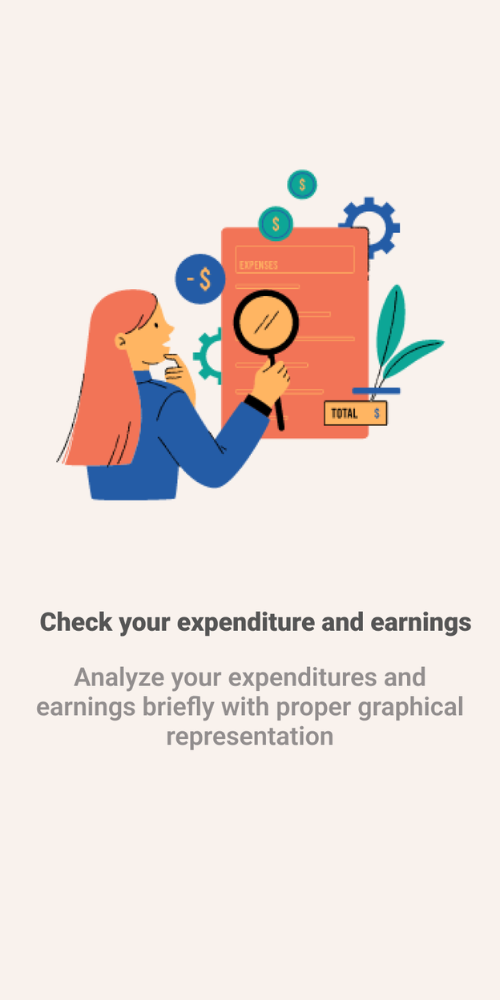 $
$
- $
EXPENSES
TOTAL $
Check your expenditure and earnings
Analyze your expenditures and
earnings briefly with proper graphical
representation